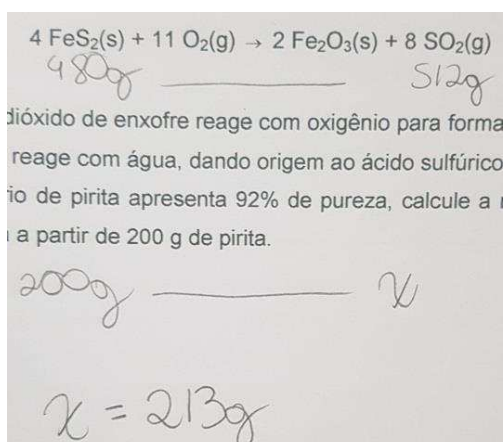 4 FeS₂(s) + 11 O₂(g) → 2 Fe₂O₃(s) + 8 SO₂(g)
480g 512g
dióxido de enxofre reage com oxigênio para forma
reage com água, dando origem ao ácido sulfúrico
io de pirita apresenta 92% de pureza, calcule a
a partir de 200 g de pirita.
200g x
x = 213g